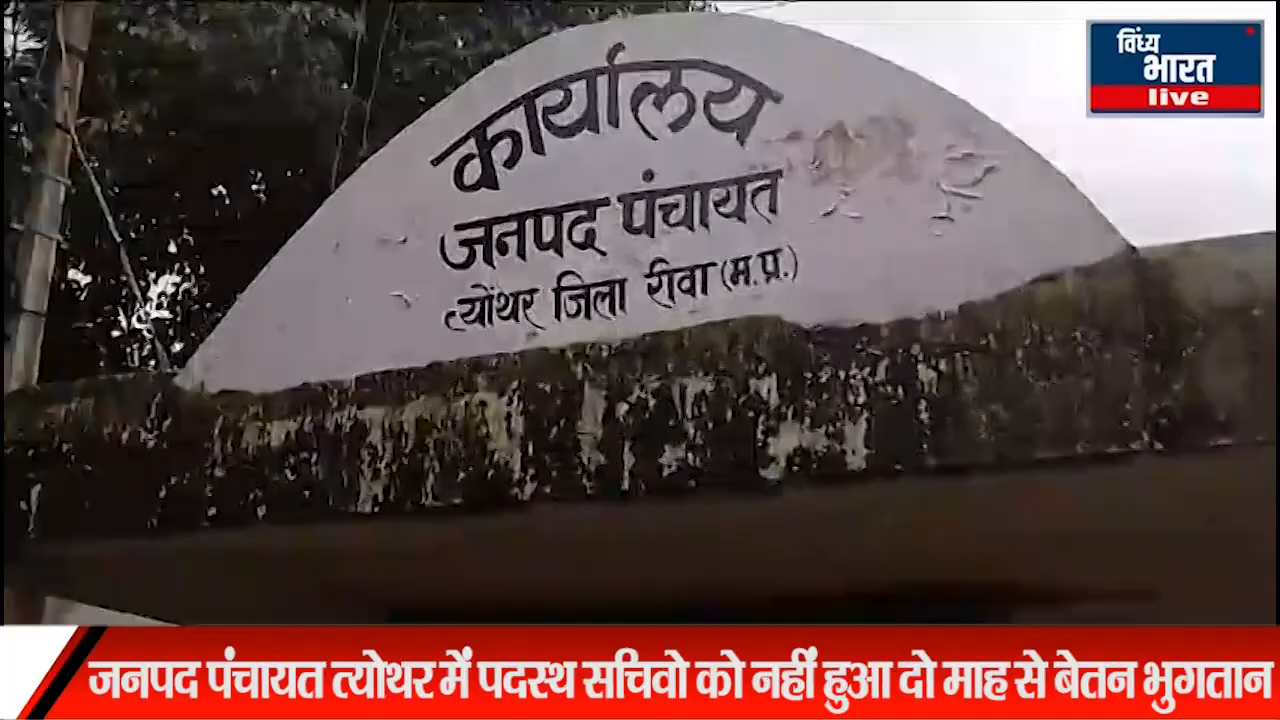 विंध्य
भारत
live
कार्यालय
जनपद पंचायत
त्योंथर जिला रीवा (म.प्र.)
जनपद पंचायत त्योथर में पदस्थ सचिवो को नहीं हुआ दो माह से बेतन भुगतान